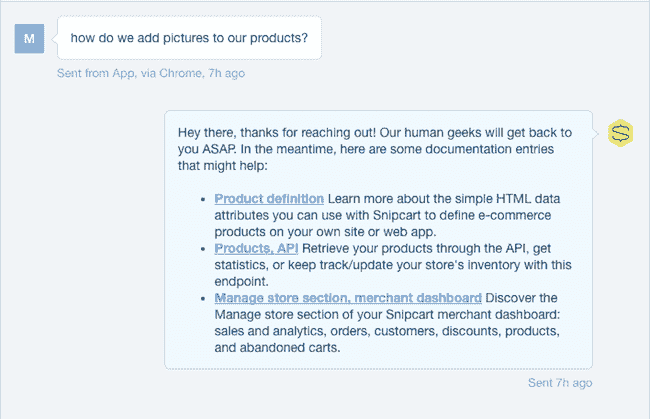 M
how do we add pictures to our products?
Sent from App, via Chrome, 7h ago
Hey there, thanks for reaching out! Our human geeks will get back to
you ASAP. In the meantime, here are some documentation entries
that might help:
• Product definition Learn more about the simple HTML data
attributes you can use with Snipcart to define e-commerce
products on your own site or web app.
• Products, API Retrieve your products through the API, get
statistics, or keep track/update your store's inventory with this
endpoint.
• Manage store section, merchant dashboard Discover the
Manage store section of your Snipcart merchant dashboard:
sales and analytics, orders, customers, discounts, products,
and abandoned carts.
Sent 7h ago